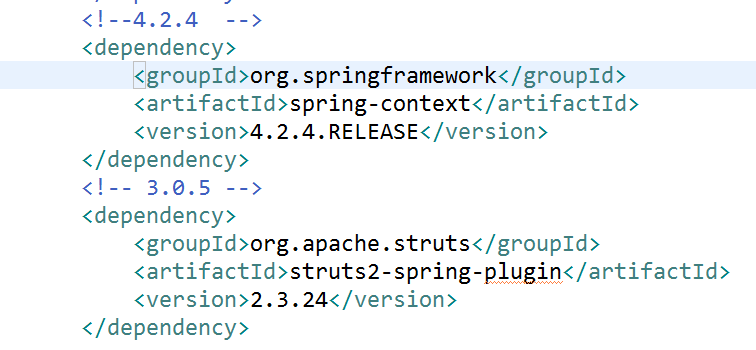 <!--4.2.4  -->
<dependency>
<groupId>org.springframework</groupId>
<artifactId>spring-context</artifactId>
<version>4.2.4.RELEASE</version>
</dependency>
<!-- 3.0.5 -->
<dependency>
<groupId>org.apache.struts</groupId>
<artifactId>struts2-spring-plugin</artifactId>
<version>2.3.24</version>
</dependency>